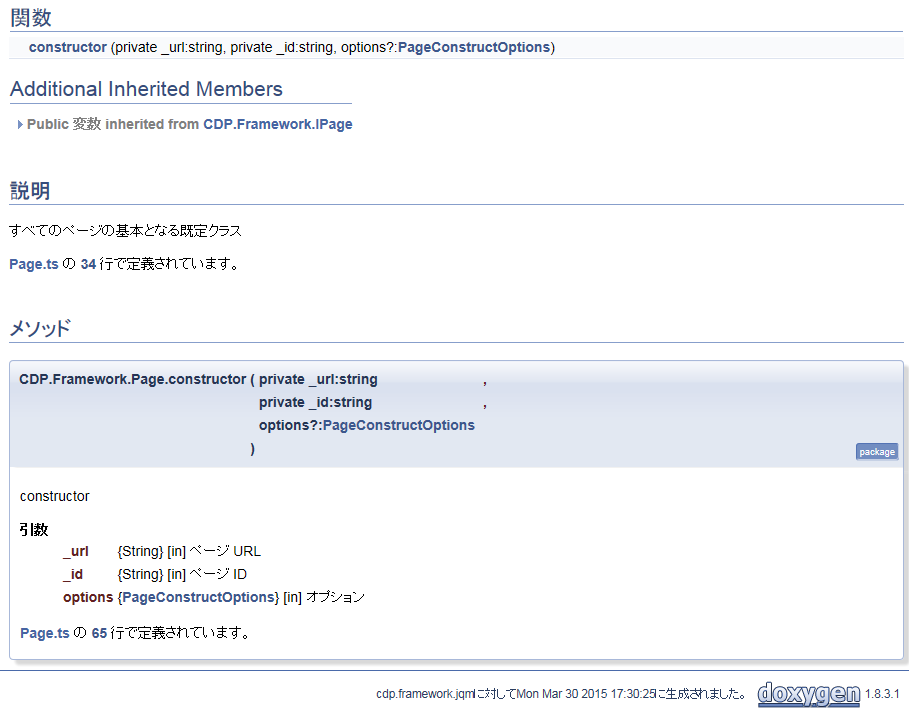 関数
constructor (private _url:string, private _id:string, options?:PageConstructOptions)
Additional Inherited Members
Public 変数 inherited from CDP.Framework.IPage
説明
すべてのページの基本となる既定クラス
Page.ts の 34 行で定義されています。
メソッド
CDP.Framework.Page.constructor ( private _url:string ,
private _id:string ,
options?:PageConstructOptions
)
package
constructor
引数
_url {String} [in] ページ URL
_id {String} [in] ページ ID
options {PageConstructOptions} [in] オプション
Page.ts の 65 行で定義されています。
cdp.framework.jqmに対してMon Mar 30 2015 17:30:25に生成されました。 doxygen 1.8.3.1